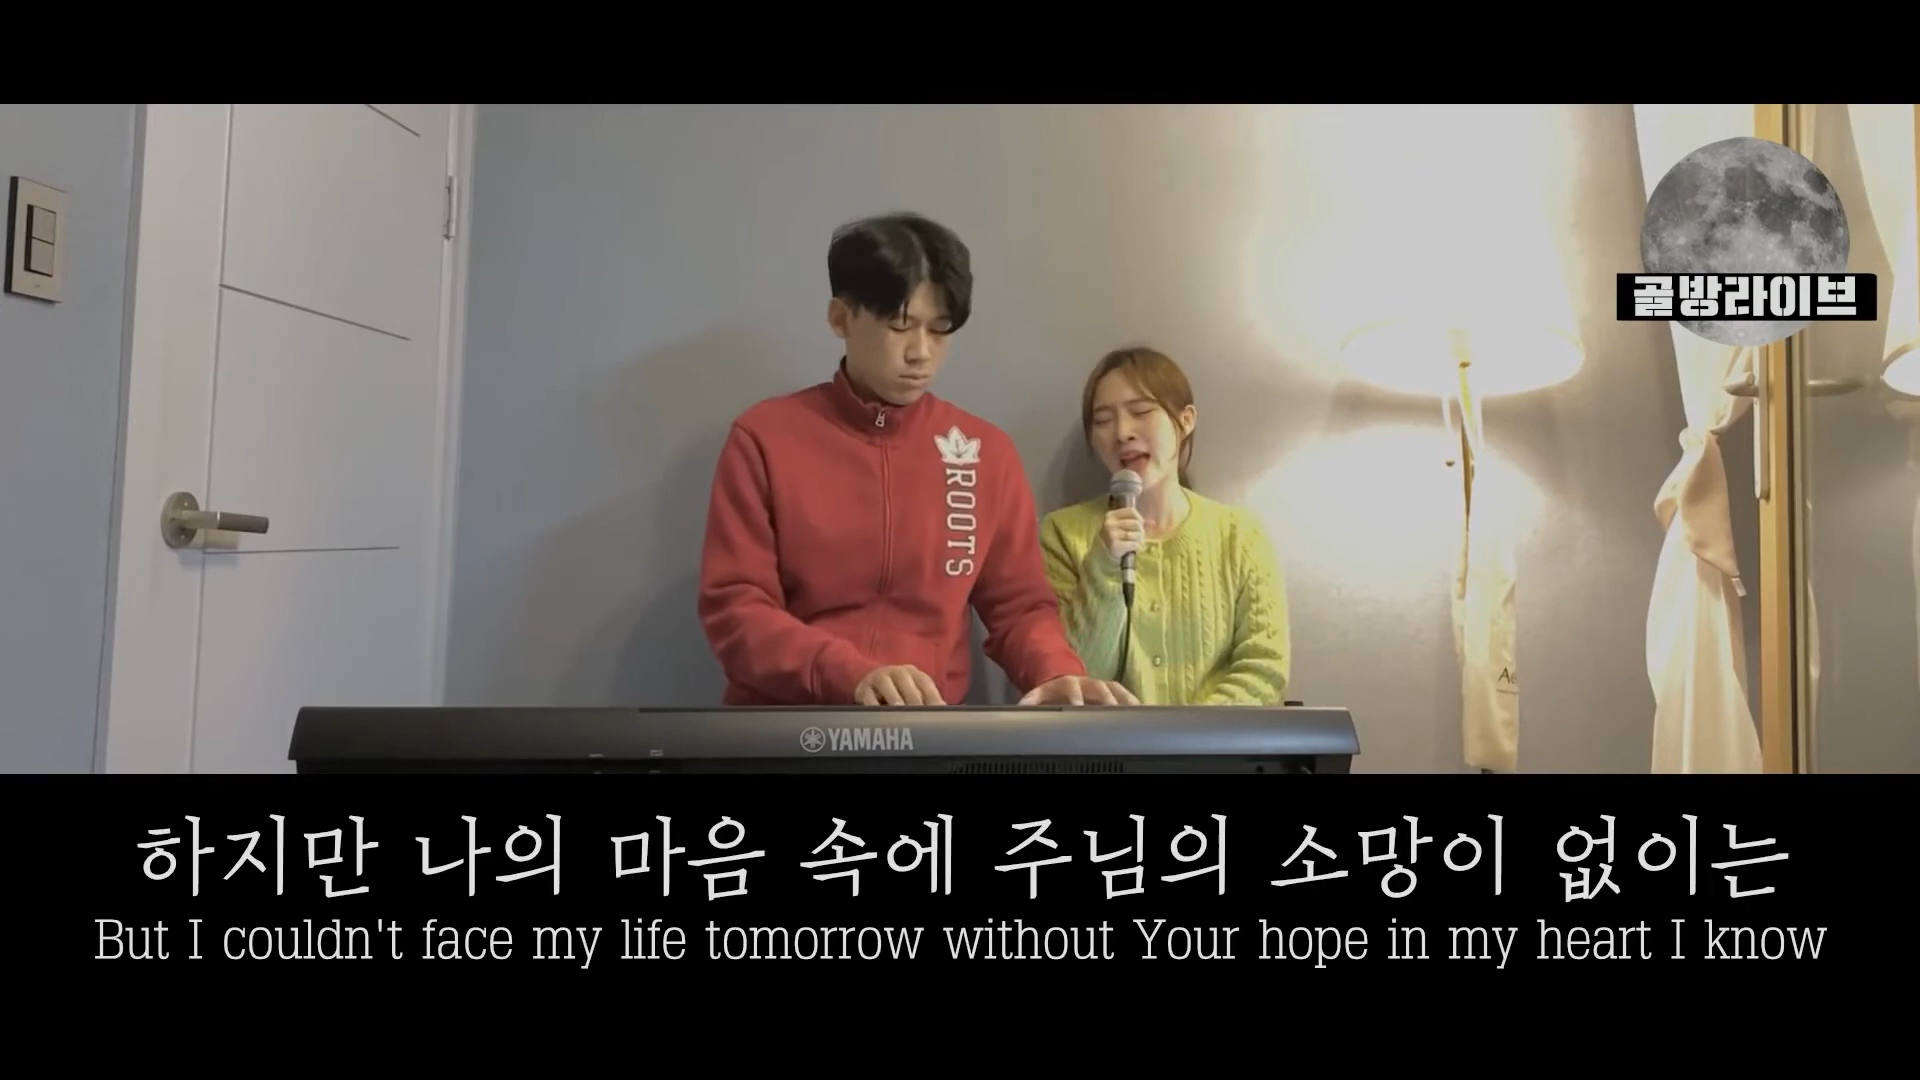 골방라이브
ROOTS
YAMAHA
하지만 나의 마음 속에 주님의 소망이 없이는
But I couldn't face my life tomorrow without Your hope in my heart I know